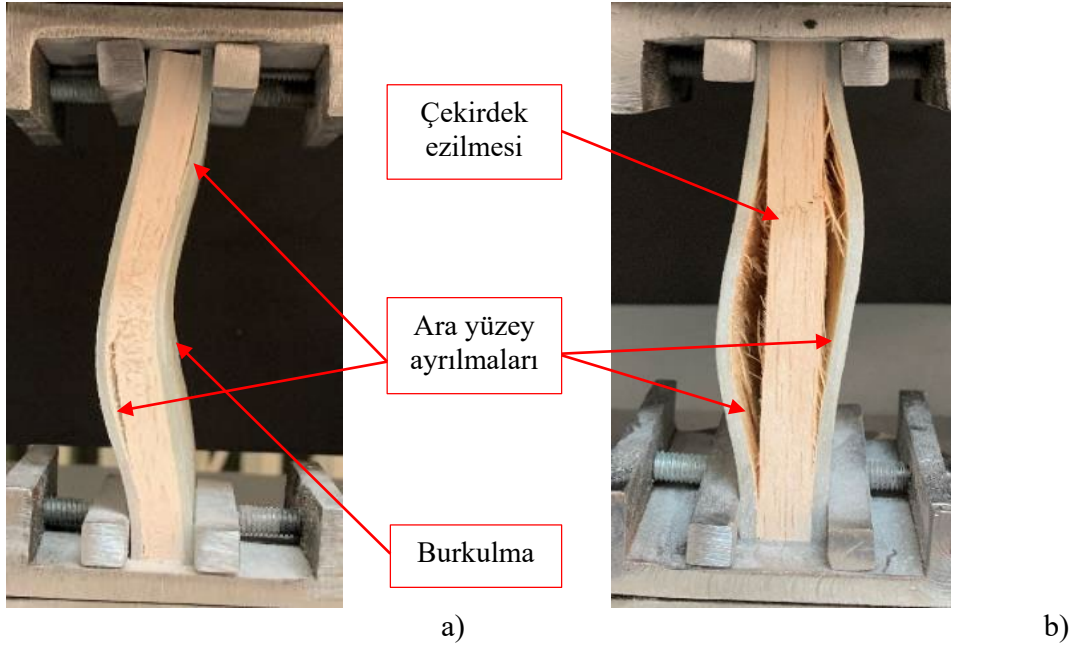 Çekirdek
ezilmesi
Ara yüzey
ayrılmaları
Burkulma
a)
b)